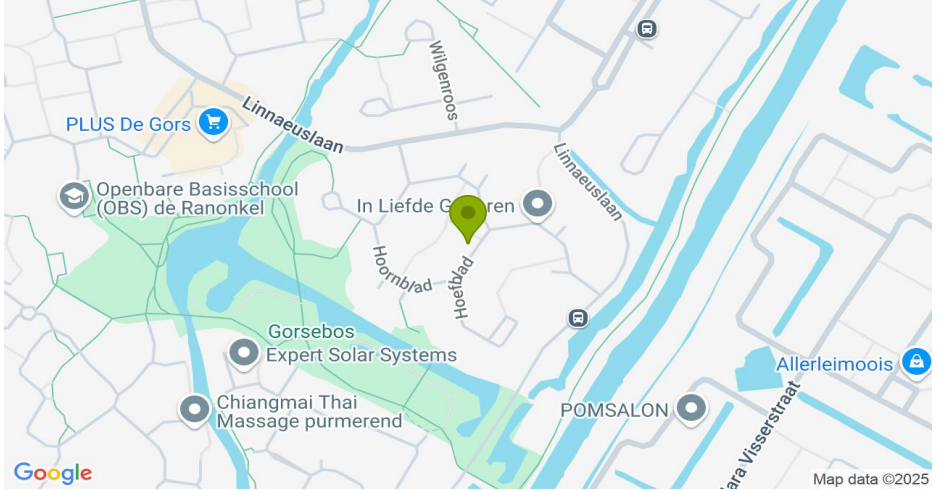 Wilgenroos
Linnaeuslaan
PLUS De Gors
Linnaeuslaan
Openbare Basisschool
(OBS) de Ranonkel
In Liefde
Hoornblad
Hoefblad
Gorsebos
Expert Solar Systems
Allerleimoois
Chiangmai Thai
Massage purmerend
POMSALON
Visserstraat
Google
Map data ©2025